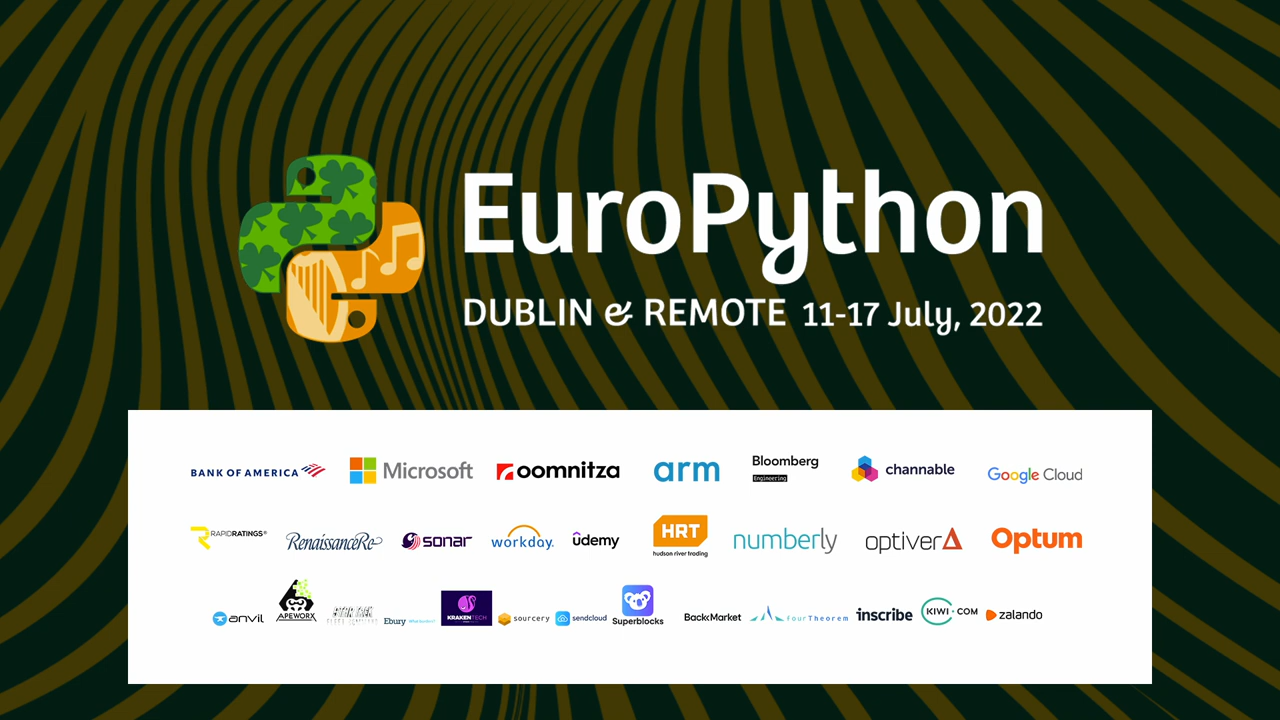 EuroPython
DUBLIN & REMOTE 11-17 July, 2022
BANK OF AMERICA Microsoft oomnitza arm Bloomberg channable Google Cloud
Engineering
RAPIDRATINGS® RenaissanceRe sonar workday. ûdemy HRT numberly optiver Optum
hudson river trading
anvil APEWORX Ebury KRAKENTECH sourcery sendcloud Superblocks BackMarket fourTheorem inscribe KIWI.COM zalando